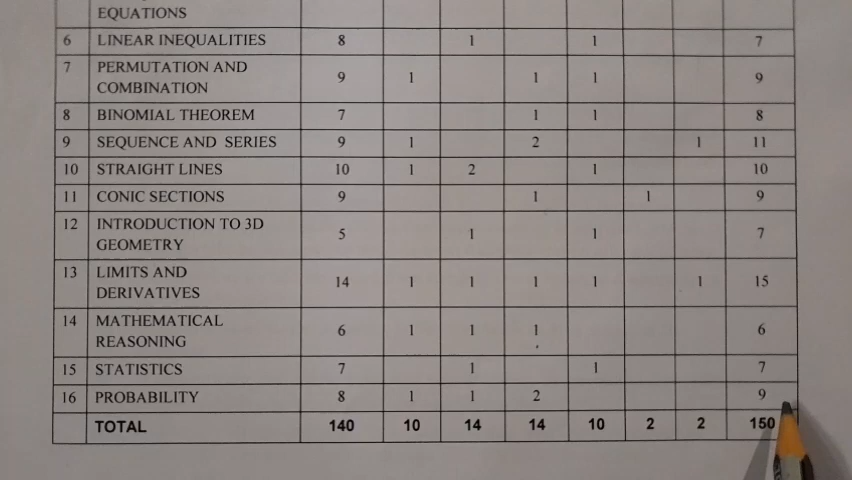 EQUATIONS
6 LINEAR INEQUALITIES 8 1 1 7
7 PERMUTATION AND
COMBINATION 9 1 1 1 9
8 BINOMIAL THEOREM 7 1 1 8
9 SEQUENCE AND SERIES 9 1 2 1 11
10 STRAIGHT LINES 10 1 2 1 10
11 CONIC SECTIONS 9 1 1 9
12 INTRODUCTION TO 3D
GEOMETRY 5 1 1 7
13 LIMITS AND
DERIVATIVES 14 1 1 1 1 1 15
14 MATHEMATICAL
REASONING 6 1 1 1 6
15 STATISTICS 7 1 1 7
16 PROBABILITY 8 1 1 2 9
TOTAL 140 10 14 14 10 2 2 150